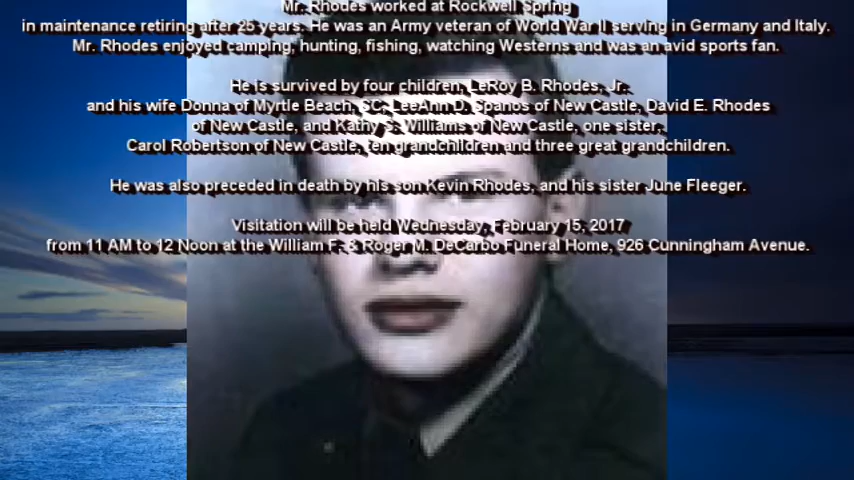 Mr. Rhodes worked at Rockwell Spring
in maintenance retiring after 25 years. He was an Army veteran of World War II serving in Germany and Italy.
Mr. Rhodes enjoyed camping, hunting, fishing, watching Westerns and was an avid sports fan.
He is survived by four children, LeRoy B. Rhodes, Jr.
and his wife Donna of Myrtle Beach, SC, LeeAnn D. Spanos of New Castle, David E. Rhodes
of New Castle, and Kathy S. Williams of New Castle, one sister,
Carol Robertson of New Castle, ten grandchildren and three great grandchildren.
He was also preceded in death by his son Kevin Rhodes, and his sister June Fleeger.
Visitation will be held Wednesday, February 15, 2017
from 11 AM to 12 Noon at the William F. & Roger M. DeCarbo Funeral Home, 926 Cunningham Avenue.